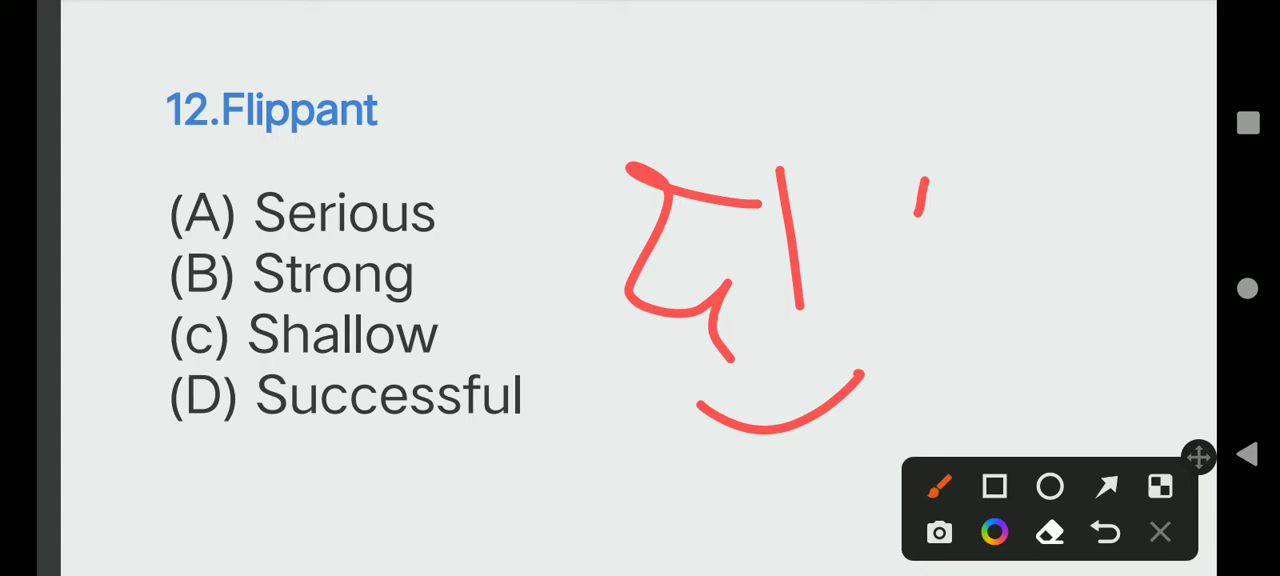 12.Flippant
(A) Serious
(B) Strong
(c) Shallow
(D) Successful